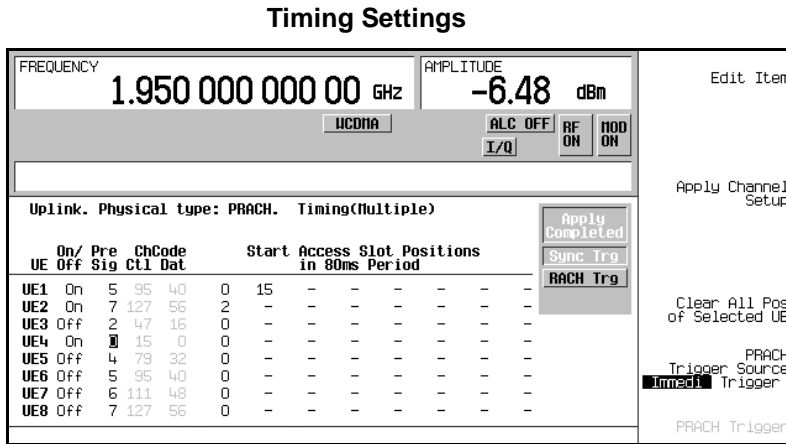 Timing Settings
FREQUENCY
1.950 000 000 00 GHz
AMPLITUDE
-6.48 dBm
WCDMA
ALC OFF
I/Q
RF ON
MOD ON
Uplink. Physical type: PRACH. Timing(Multiple)
Apply Completed
Sync Trg
RACH Trg
On/ Pre ChCode Start Access Slot Positions
UE Off Sig Ctl Dat in 80ms Period
UE1 On 5 95 40 0 15 - - - - - -
UE2 On 7 127 56 2 - - - - - - -
UE3 Off 2 47 16 0 - - - - - - -
UE4 On 0 15 0 0 - - - - - - -
UE5 Off 4 79 32 0 - - - - - - -
UE6 Off 5 95 40 0 - - - - - - -
UE7 Off 6 111 48 0 - - - - - - -
UE8 Off 7 127 56 0 - - - - - - -
Edit Item
Apply Channel
Setup
Clear All Pos
of Selected UE
PRACH
Trigger Source
Immedi Trigger
PRACH Trigger